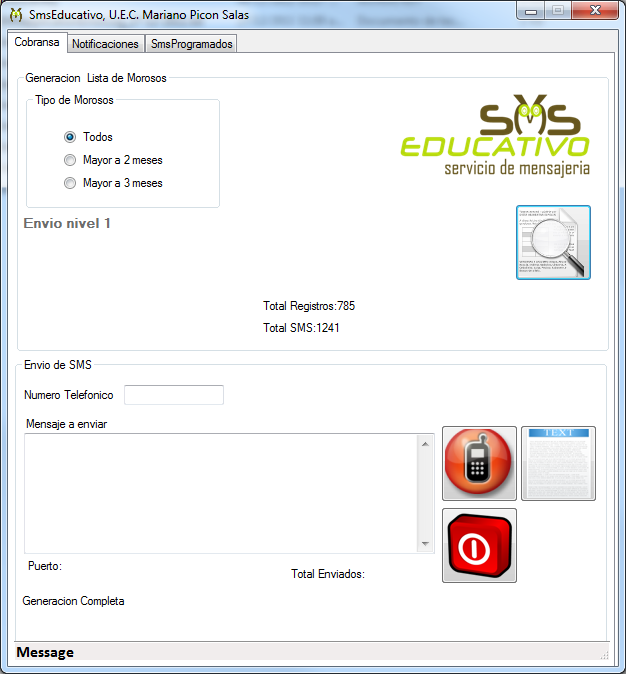 SmsEducativo, U.E.C. Mariano Picon Salas
Cobransa Notificaciones SmsProgramados
Generacion Lista de Morosos
Tipo de Morosos
Todos
Mayor a 2 meses
Mayor a 3 meses
SMS
EDUCATIVO
servicio de mensajeria
Envio nivel 1
Total Registros:785
Total SMS:1241
Envio de SMS
Numero Telefonico
Mensaje a enviar
TEXT
Puerto:
Total Enviados:
Generacion Completa
Message